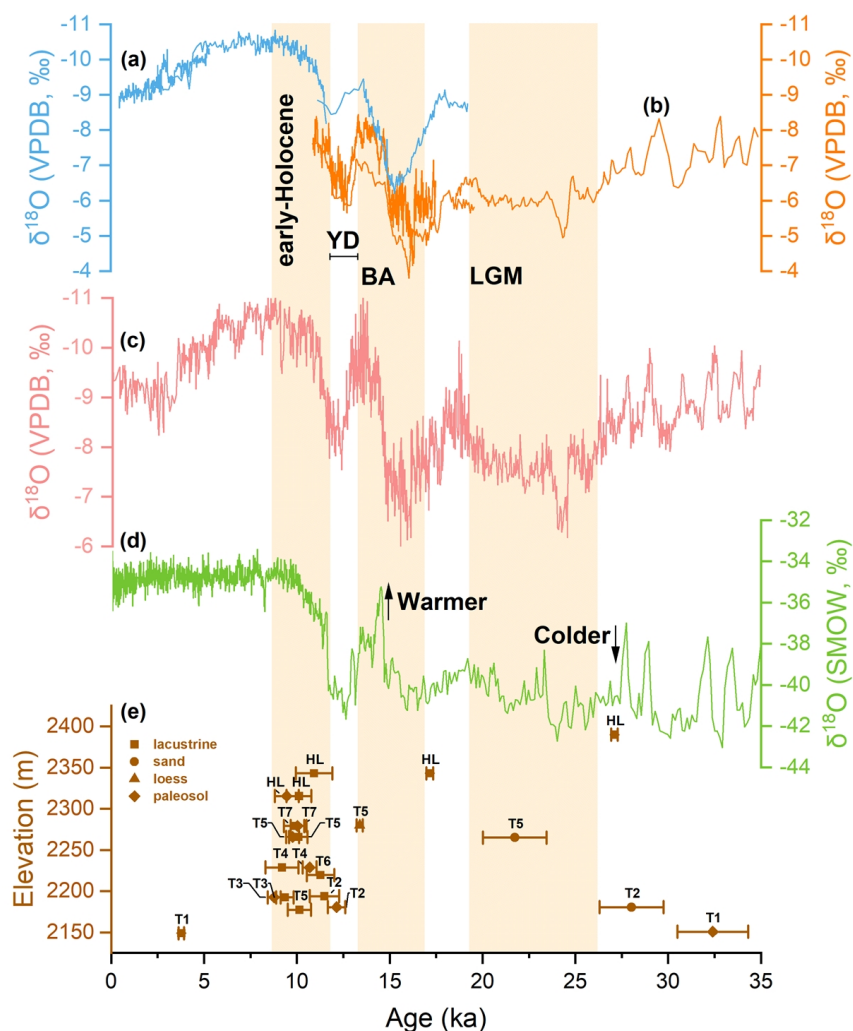 (a)
δ¹⁸O (VPDB, ‰)
-11
-10
-9
-8
-7
-6
-5
-4
(b)
δ¹⁸O (VPDB, ‰)
-11
-10
-9
-8
-7
-6
-5
-4
early-Holocene
YD
BA
LGM
(c)
δ¹⁸O (VPDB, ‰)
-11
-10
-9
-8
-7
-6
(d)
Warmer
Colder
δ¹⁸O (SMOW, ‰)
-32
-34
-36
-38
-40
-42
-44
(e)
Elevation (m)
2400
2350
2300
2250
2200
2150
lacustrine
sand
loess
paleosol
HL
HL
HL
HL HL
T7 T7
T5 T5
T5
T5
T4 T4
T6
T3 T3
T5
T2
T2
T2
T1
T1
0 5 10 15 20 25 30 35
Age (ka)